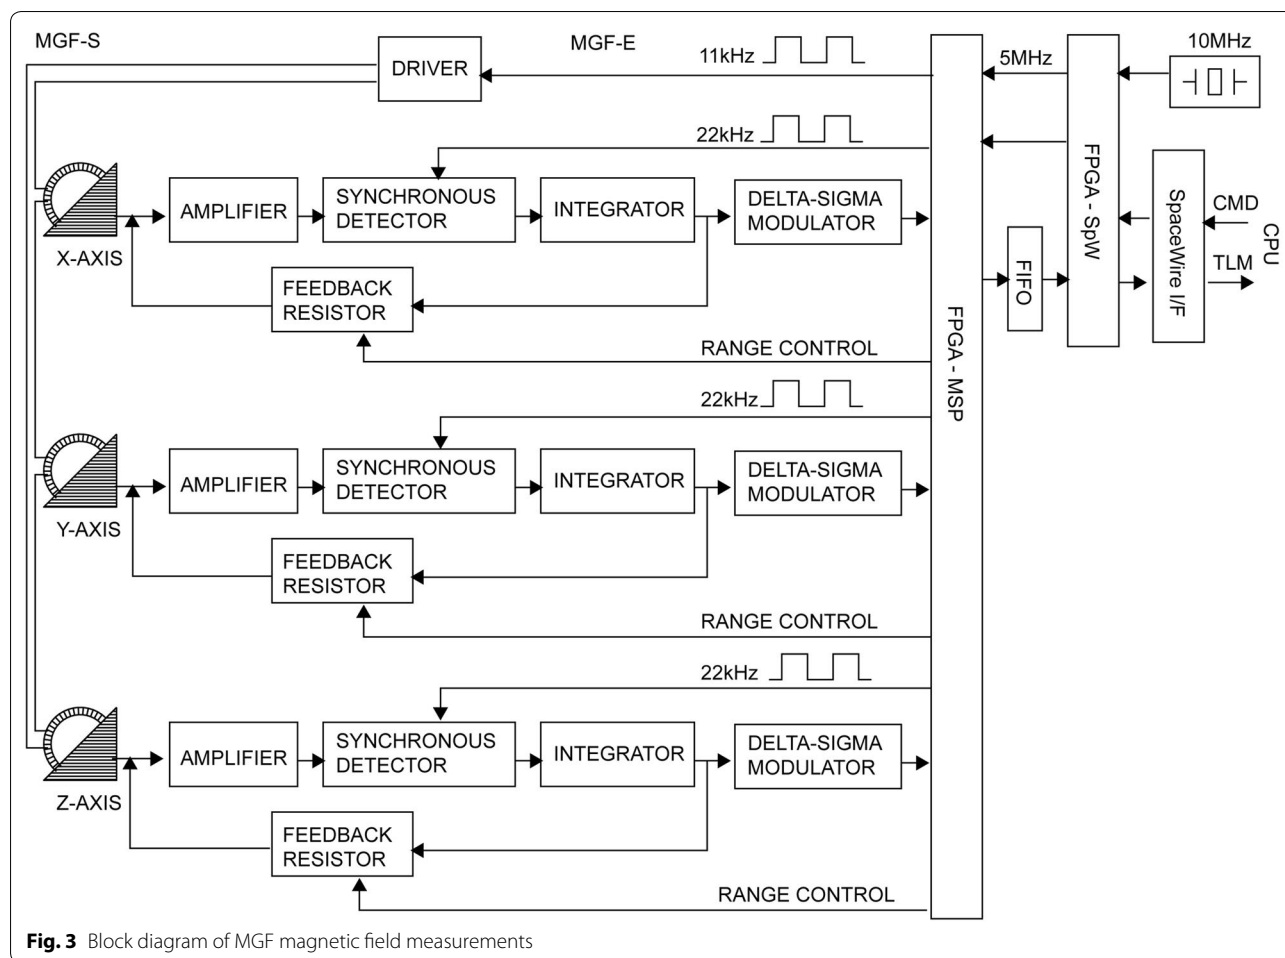 MGF-S
MGF-E
DRIVER
11kHz
5MHz
10MHz
22kHz
X-AXIS
AMPLIFIER
SYNCHRONOUS
DETECTOR
INTEGRATOR
DELTA-SIGMA
MODULATOR
FEEDBACK
RESISTOR
RANGE CONTROL
FPGA - MSP
FIFO
FPGA - SpW
SpaceWire I/F
CMD
TLM
CPU
22kHz
Y-AXIS
AMPLIFIER
SYNCHRONOUS
DETECTOR
INTEGRATOR
DELTA-SIGMA
MODULATOR
FEEDBACK
RESISTOR
RANGE CONTROL
22kHz
Z-AXIS
AMPLIFIER
SYNCHRONOUS
DETECTOR
INTEGRATOR
DELTA-SIGMA
MODULATOR
FEEDBACK
RESISTOR
RANGE CONTROL
Fig. 3 Block diagram of MGF magnetic field measurements